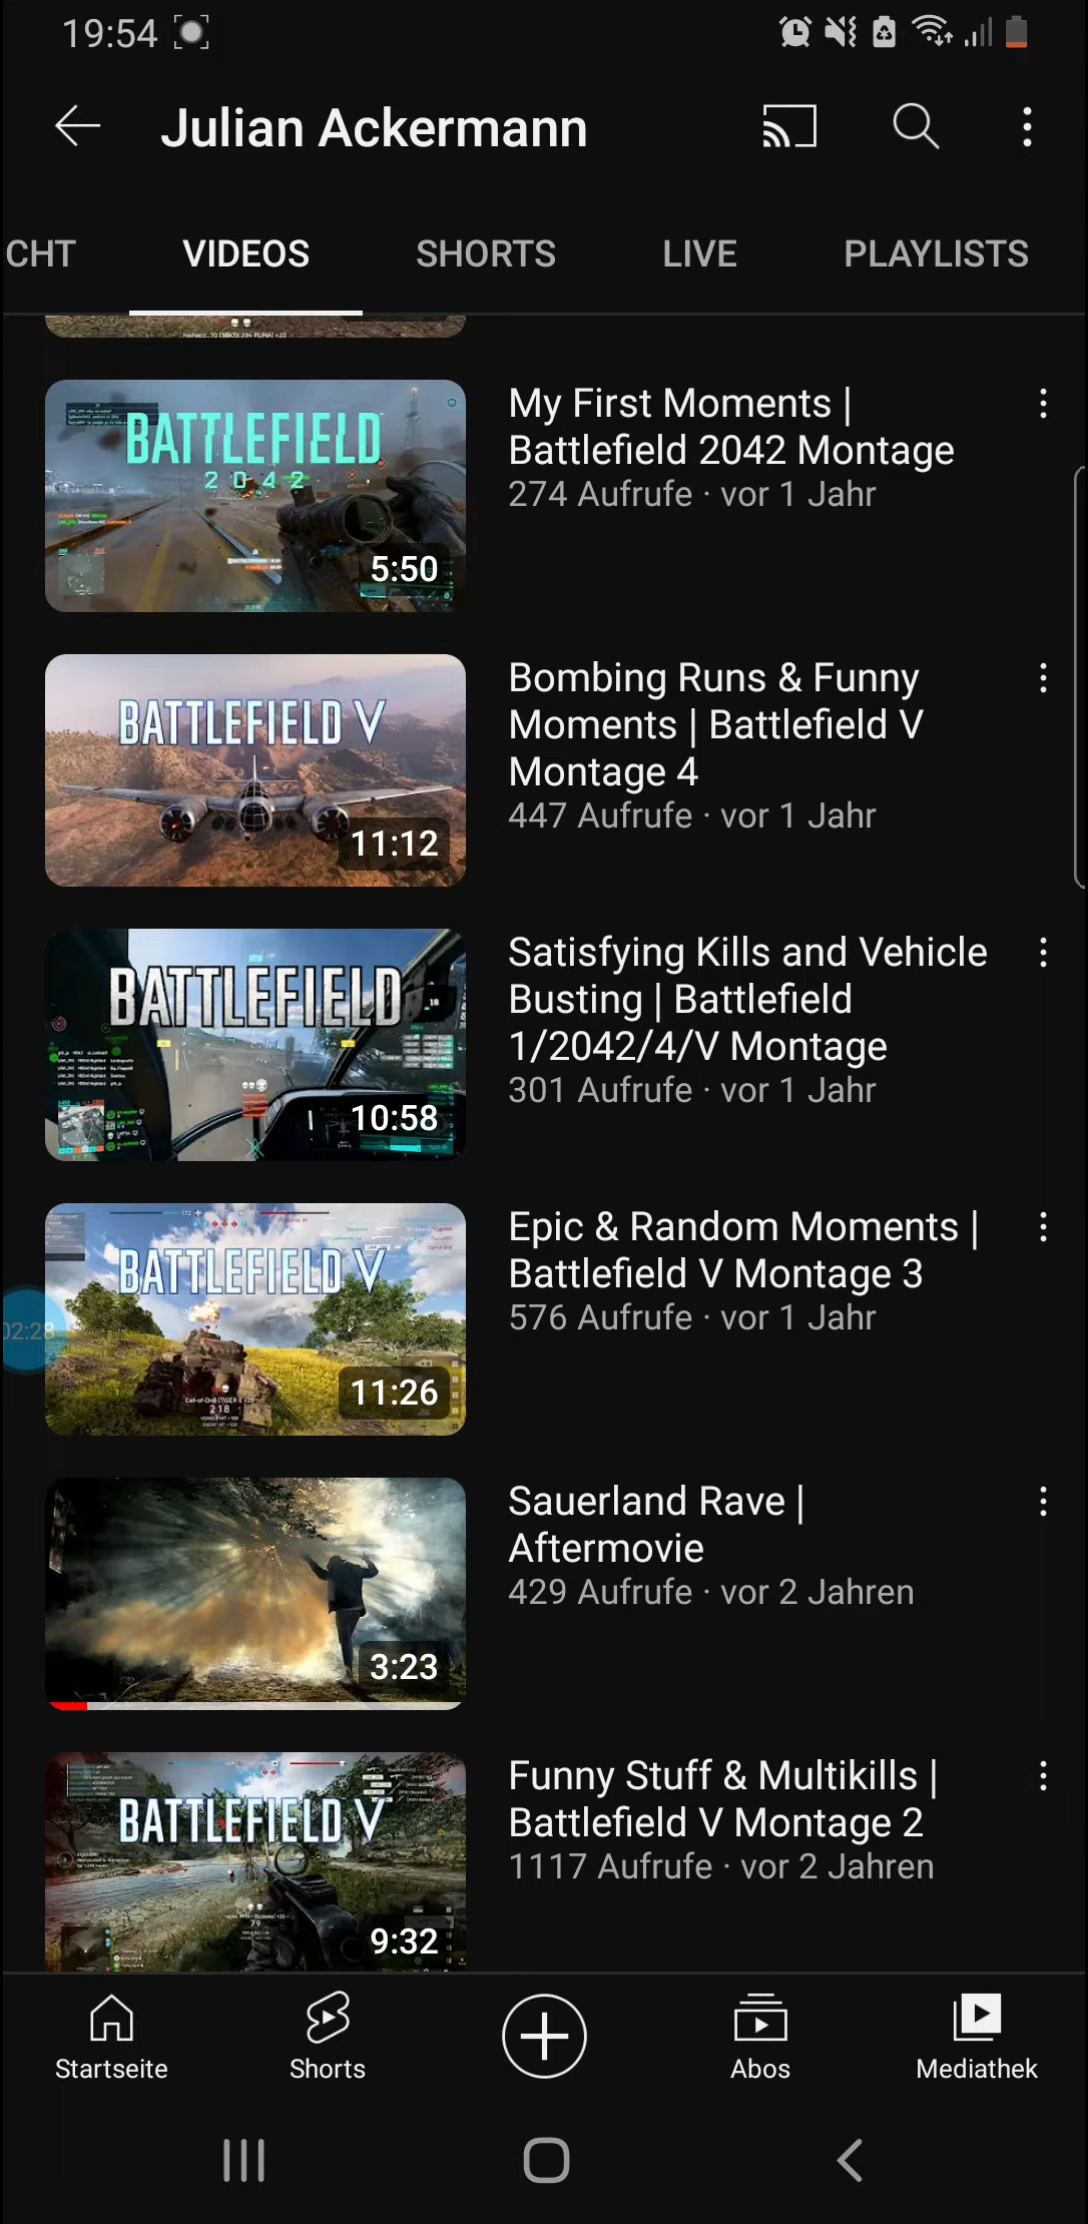 19:54
Julian Ackermann
CHT
VIDEOS
SHORTS
LIVE
PLAYLISTS
BATTLEFIELD
2042
5:50
My First Moments |
Battlefield 2042 Montage
274 Aufrufe · vor 1 Jahr
BATTLEFIELD V
11:12
Bombing Runs & Funny
Moments | Battlefield V
Montage 4
447 Aufrufe · vor 1 Jahr
BATTLEFIELD
10:58
Satisfying Kills and Vehicle
Busting | Battlefield
1/2042/4/V Montage
301 Aufrufe · vor 1 Jahr
BATTLEFIELD V
218
11:26
Epic & Random Moments |
Battlefield V Montage 3
576 Aufrufe · vor 1 Jahr
02:28
3:23
Sauerland Rave |
Aftermovie
429 Aufrufe · vor 2 Jahren
BATTLEFIELD V
79
9:32
Funny Stuff & Multikills |
Battlefield V Montage 2
1117 Aufrufe · vor 2 Jahren
Startseite
Shorts
Abos
Mediathek